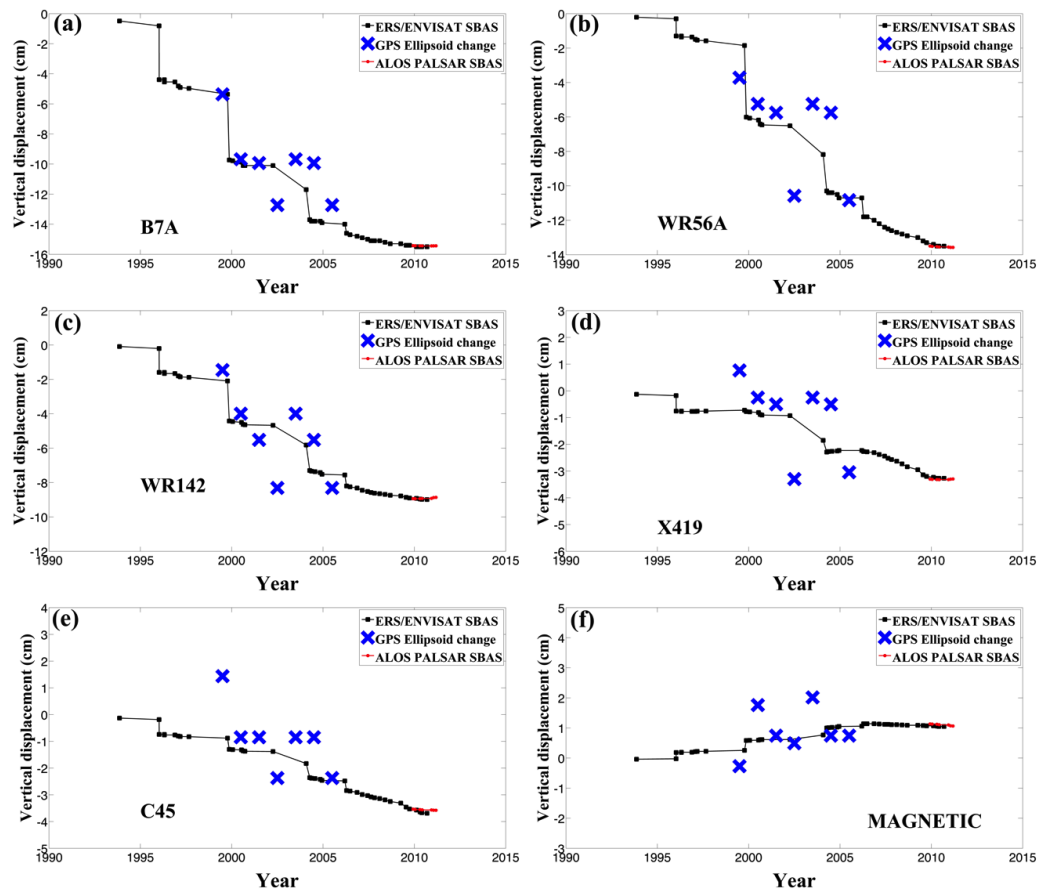 (a)
ERS/ENVISAT SBAS
GPS Ellipsoid change
ALOS PALSAR SBAS
Vertical displacement (cm)
0
-2
-4
-6
-8
-10
-12
-14
-16
B7A
1990 1995 2000 2005 2010 2015
Year
(b)
ERS/ENVISAT SBAS
GPS Ellipsoid change
ALOS PALSAR SBAS
Vertical displacement (cm)
0
-2
-4
-6
-8
-10
-12
-14
WR56A
1990 1995 2000 2005 2010 2015
Year
(c)
ERS/ENVISAT SBAS
GPS Ellipsoid change
ALOS PALSAR SBAS
Vertical displacement (cm)
2
0
-2
-4
-6
-8
-10
-12
WR142
1990 1995 2000 2005 2010 2015
Year
(d)
ERS/ENVISAT SBAS
GPS Ellipsoid change
ALOS PALSAR SBAS
Vertical displacement (cm)
3
2
1
0
-1
-2
-3
-4
-5
-6
X419
1990 1995 2000 2005 2010 2015
Year
(e)
ERS/ENVISAT SBAS
GPS Ellipsoid change
ALOS PALSAR SBAS
Vertical displacement (cm)
4
3
2
1
0
-1
-2
-3
-4
-5
C45
1990 1995 2000 2005 2010 2015
Year
(f)
ERS/ENVISAT SBAS
GPS Ellipsoid change
ALOS PALSAR SBAS
Vertical displacement (cm)
5
4
3
2
1
0
-1
-2
-3
MAGNETIC
1990 1995 2000 2005 2010 2015
Year